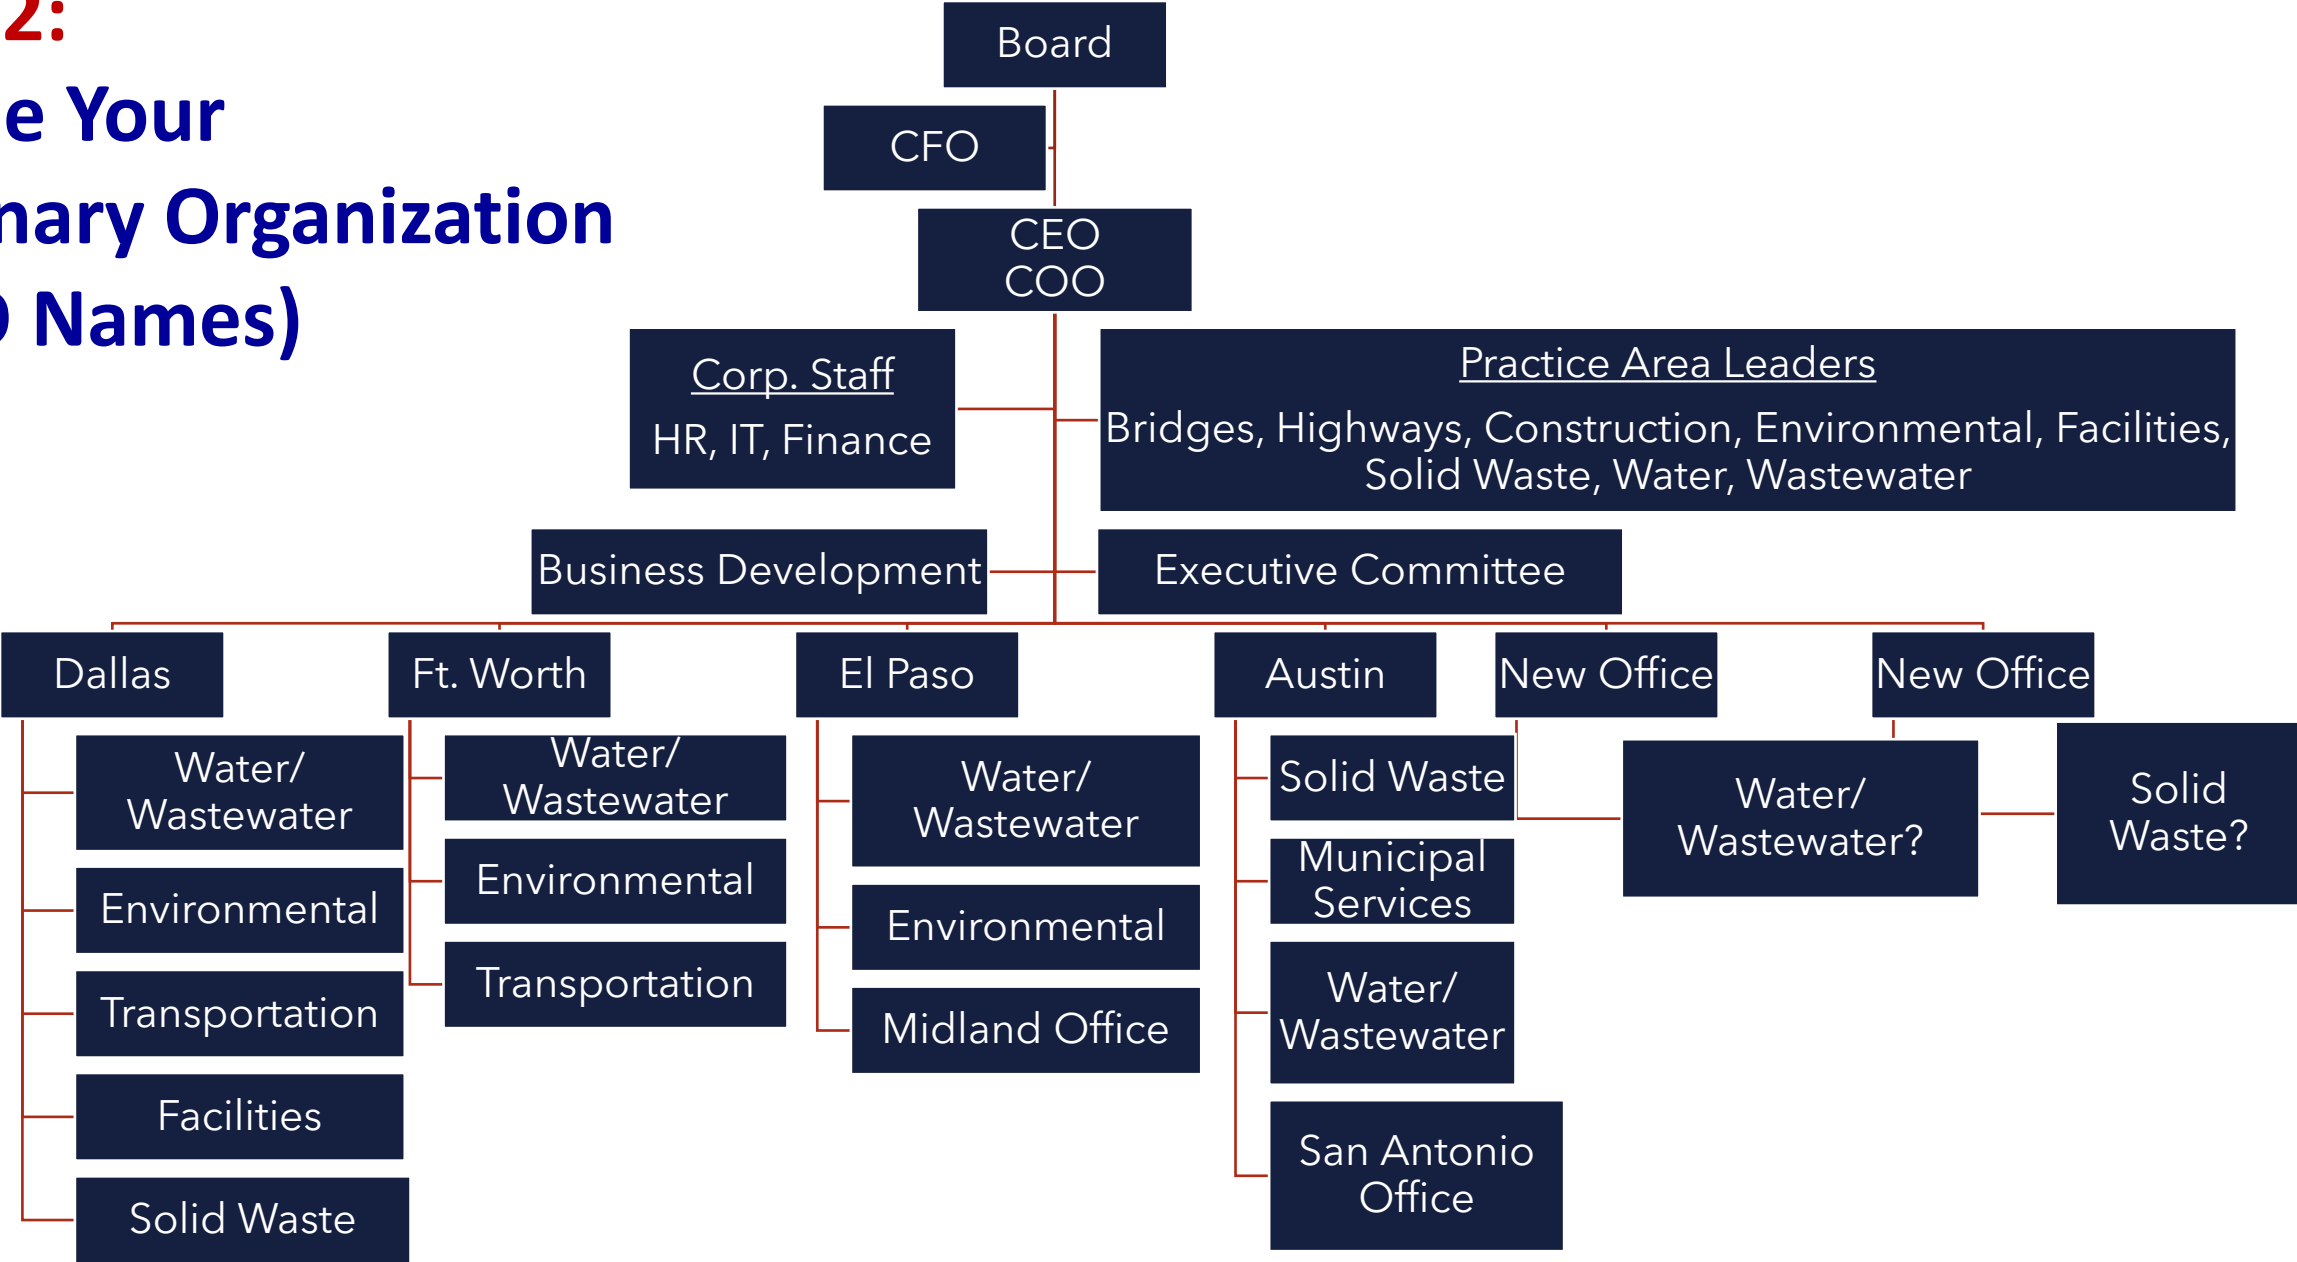 2:
e Your
nary Organization
Names)
Board
CFO
CEO
COO
Corp. Staff
HR, IT, Finance
Practice Area Leaders
Bridges, Highways, Construction, Environmental, Facilities,
Solid Waste, Water, Wastewater
Business Development
Executive Committee
Dallas
Water/
Wastewater
Environmental
Transportation
Facilities
Solid Waste
Ft. Worth
Water/
Wastewater
Environmental
Transportation
El Paso
Water/
Wastewater
Environmental
Midland Office
Austin
Solid Waste
Municipal
Services
Water/
Wastewater
San Antonio
Office
New Office
New Office
Water/
Wastewater?
Solid
Waste?